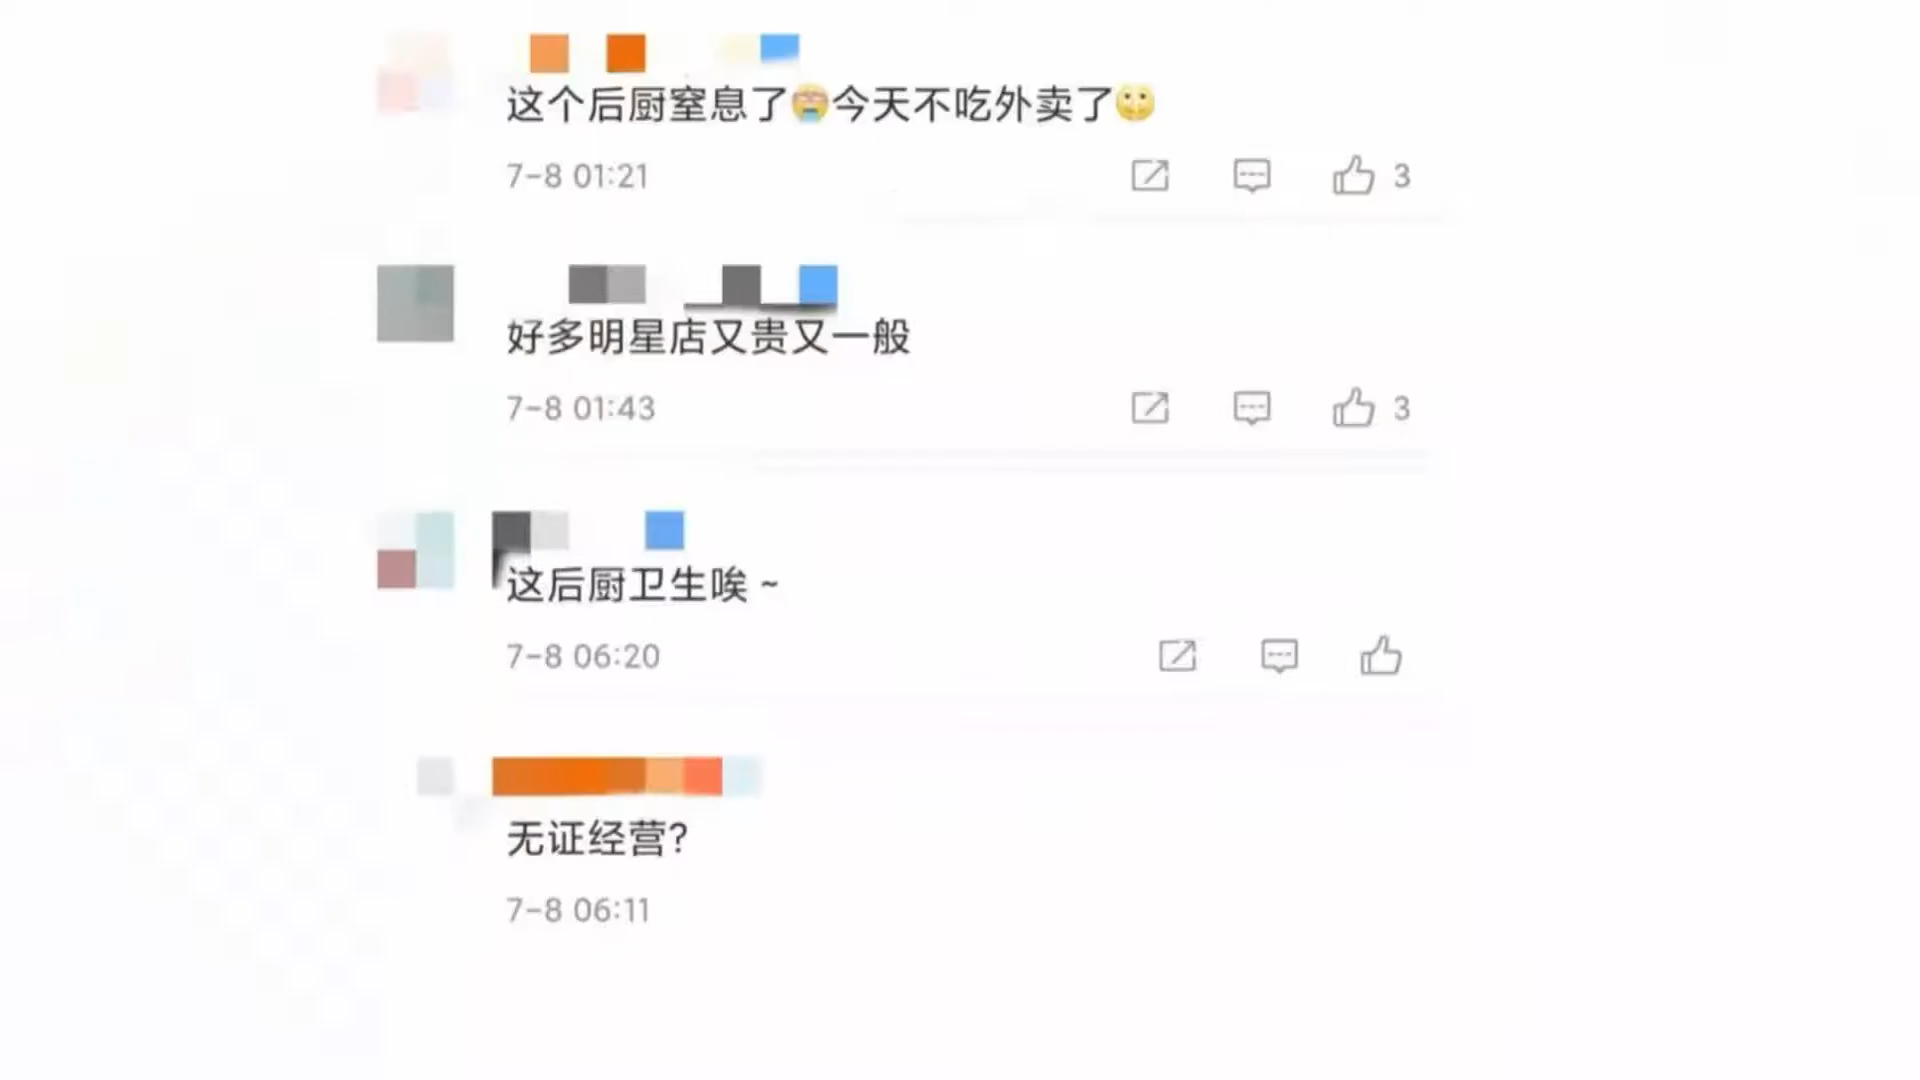 这个后厨窒息了😭今天不吃外卖了🙂
7-8 01:21
3
好多明星店又贵又一般
7-8 01:43
3
这后厨卫生唉 ~
7-8 06:20
无证经营?
7-8 06:11